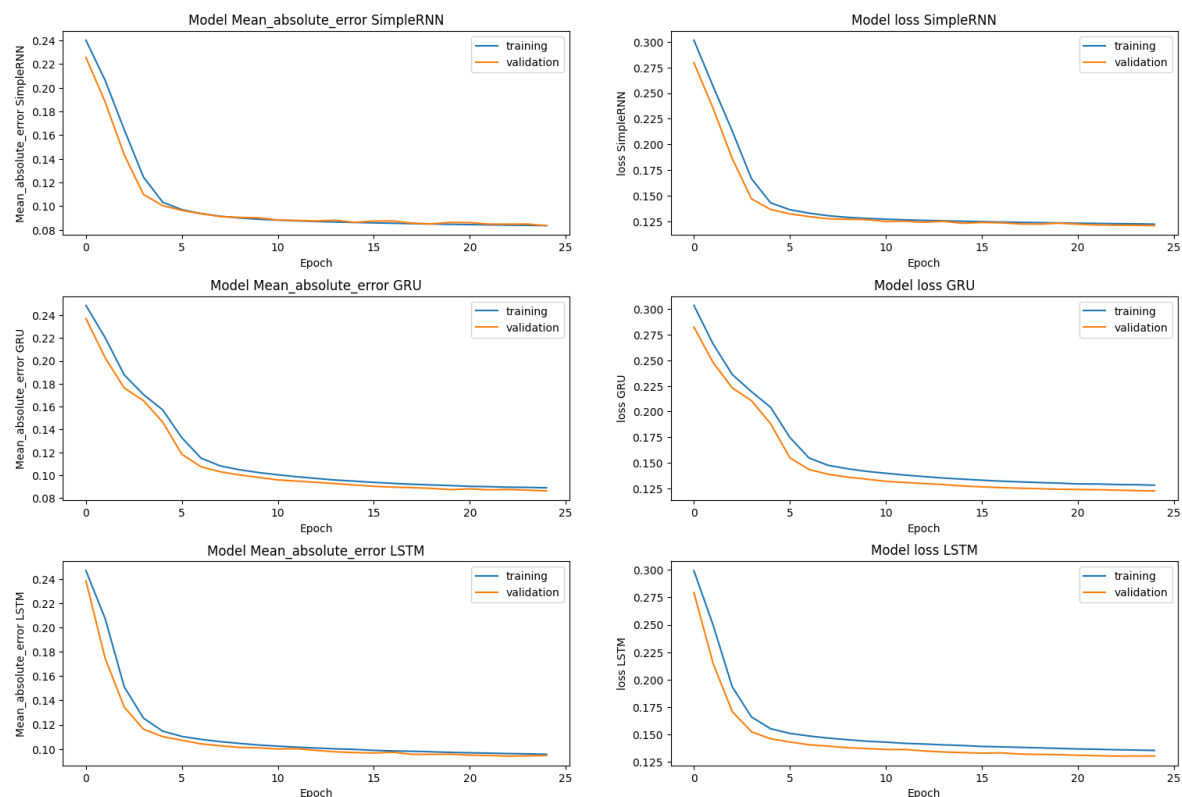 Model Mean_absolute_error SimpleRNN
Mean_absolute_error SimpleRNN
0.24
0.22
0.20
0.18
0.16
0.14
0.12
0.10
0.08
training
validation
0 5 10 15 20 25
Epoch
Model loss SimpleRNN
loss SimpleRNN
0.300
0.275
0.250
0.225
0.200
0.175
0.150
0.125
training
validation
0 5 10 15 20 25
Epoch
Model Mean_absolute_error GRU
Mean_absolute_error GRU
0.24
0.22
0.20
0.18
0.16
0.14
0.12
0.10
0.08
training
validation
0 5 10 15 20 25
Epoch
Model loss GRU
loss GRU
0.300
0.275
0.250
0.225
0.200
0.175
0.150
0.125
training
validation
0 5 10 15 20 25
Epoch
Model Mean_absolute_error LSTM
Mean_absolute_error LSTM
0.24
0.22
0.20
0.18
0.16
0.14
0.12
0.10
training
validation
0 5 10 15 20 25
Epoch
Model loss LSTM
loss LSTM
0.300
0.275
0.250
0.225
0.200
0.175
0.150
0.125
training
validation
0 5 10 15 20 25
Epoch